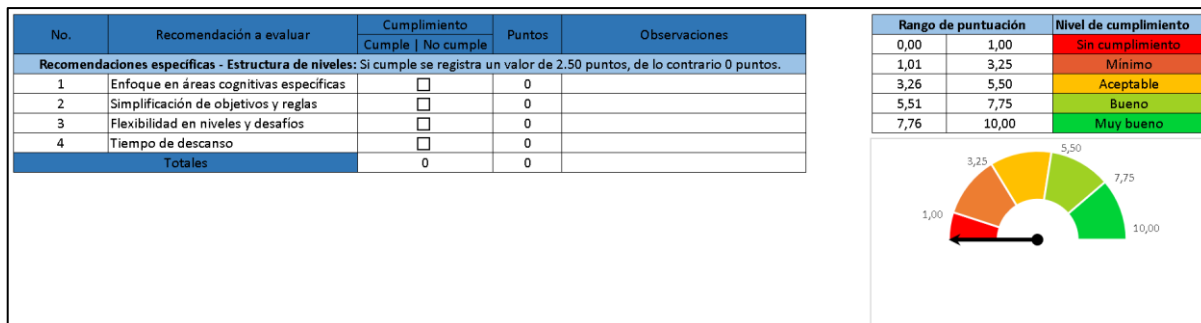 No. Recomendación a evaluar Cumplimiento Puntos Observaciones
Cumple | No cumple
Recomendaciones específicas - Estructura de niveles: Si cumple se registra un valor de 2.50 puntos, de lo contrario 0 puntos.
1 Enfoque en áreas cognitivas específicas 0
2 Simplificación de objetivos y reglas 0
3 Flexibilidad en niveles y desafíos 0
4 Tiempo de descanso 0
Totales 0 0
Rango de puntuación Nivel de cumplimiento
0,00 1,00 Sin cumplimiento
1,01 3,25 Mínimo
3,26 5,50 Aceptable
5,51 7,75 Bueno
7,76 10,00 Muy bueno
5,50
3,25
7,75
1,00
10,00